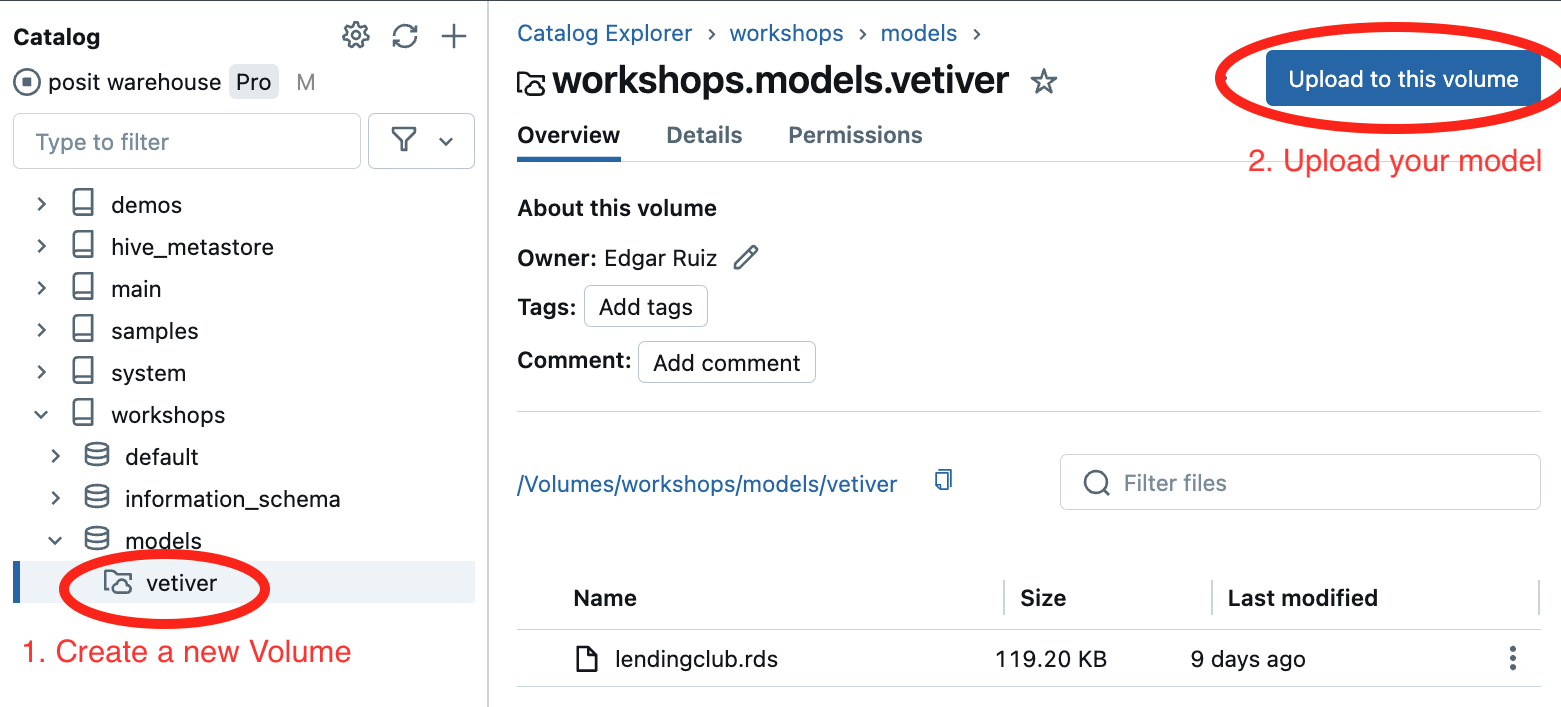 Catalog
posit warehouse Pro M
Type to filter
demos
hive_metastore
main
samples
system
workshops
default
information_schema
models
vetiver
1. Create a new Volume
Catalog Explorer > workshops > models >
workshops.models.vetiver
Upload to this volume
2. Upload your model
Overview Details Permissions
About this volume
Owner: Edgar Ruiz
Tags: Add tags
Comment: Add comment
/Volumes/workshops/models/vetiver
Filter files
Name Size Last modified
lendingclub.rds 119.20 KB 9 days ago